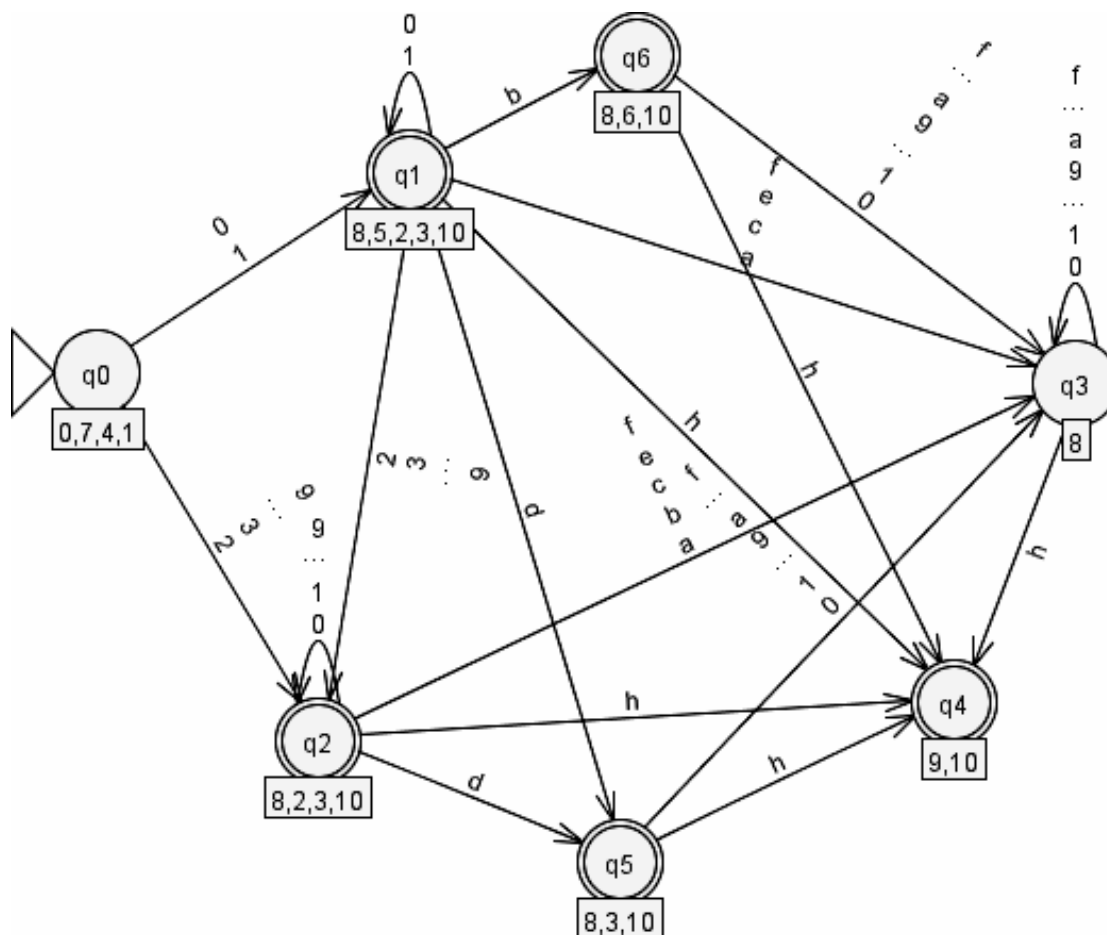 0
1
q6
8,6,10
b
f
...
a
9
...
1
0
f
...
a
9
...
1
0
q1
8,5,2,3,10
0
1
f
e
c
a
q0
0,7,4,1
h
q3
8
h
2
3
...
9
d
f
e
c
b
a
f
...
a
9
...
1
0
h
2
3
...
9
9
...
1
0
h
q4
9,10
q2
8,2,3,10
d
h
q5
8,3,10